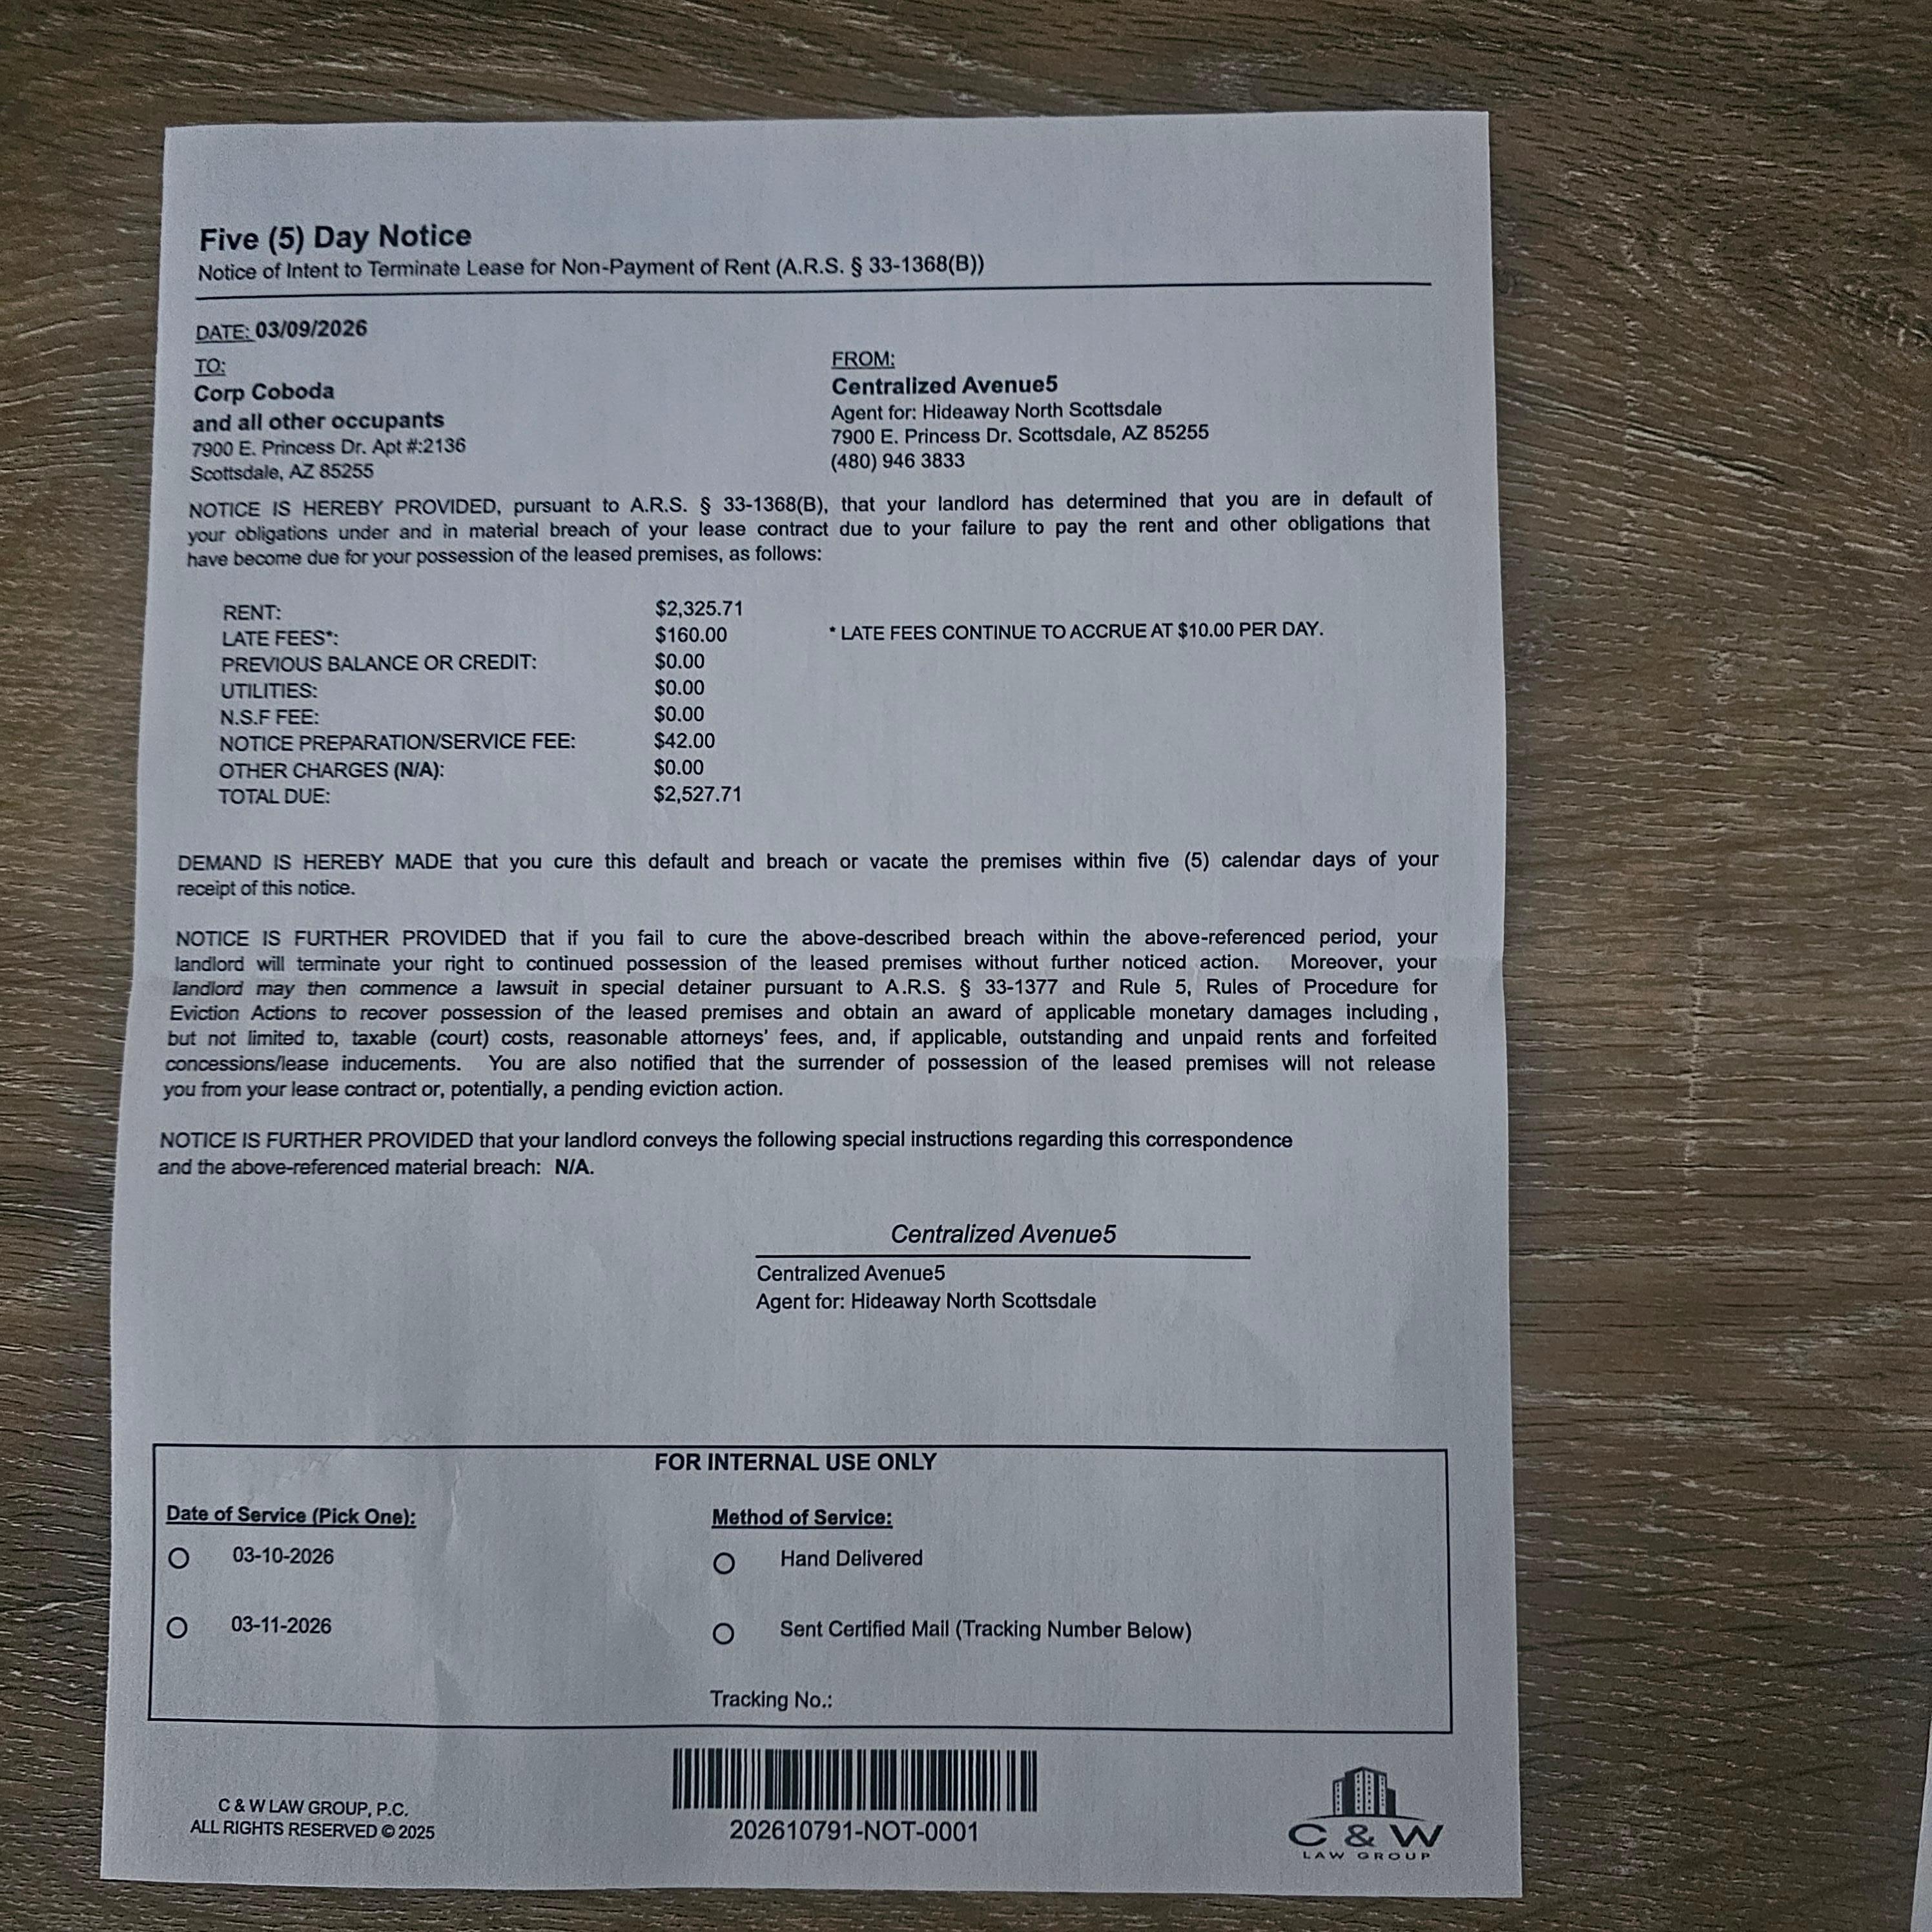 Five (5) Day Notice
Notice of Intent to Terminate Lease for Non-Payment of Rent (A.R.S. § 33-1368(B))
DATE: 03/09/2026
TO:
Corp Coboda
and all other occupants
7900 E. Princess Dr. Apt #:2136
Scottsdale, AZ 85255
FROM:
Centralized Avenue5
Agent for: Hideaway North Scottsdale
7900 E. Princess Dr. Scottsdale, AZ 85255
(480) 946 3833
NOTICE IS HEREBY PROVIDED, pursuant to A.R.S. § 33-1368(B), that your landlord has determined that you are in default of
your obligations under and in material breach of your lease contract due to your failure to pay the rent and other obligations that
have become due for your possession of the leased premises, as follows:
RENT: $2,325.71
LATE FEES*: $160.00 * LATE FEES CONTINUE TO ACCRUE AT $10.00 PER DAY.
PREVIOUS BALANCE OR CREDIT: $0.00
UTILITIES: $0.00
N.S.F FEE: $0.00
NOTICE PREPARATION/SERVICE FEE: $42.00
OTHER CHARGES (N/A): $0.00
TOTAL DUE: $2,527.71
DEMAND IS HEREBY MADE that you cure this default and breach or vacate the premises within five (5) calendar days of your
receipt of this notice.
NOTICE IS FURTHER PROVIDED that if you fail to cure the above-described breach within the above-referenced period, your
landlord will terminate your right to continued possession of the leased premises without further noticed action. Moreover, your
landlord may then commence a lawsuit in special detainer pursuant to A.R.S. § 33-1377 and Rule 5, Rules of Procedure for
Eviction Actions to recover possession of the leased premises and obtain an award of applicable monetary damages including,
but not limited to, taxable (court) costs, reasonable attorneys' fees, and, if applicable, outstanding and unpaid rents and forfeited
concessions/lease inducements. You are also notified that the surrender of possession of the leased premises will not release
you from your lease contract or, potentially, a pending eviction action.
NOTICE IS FURTHER PROVIDED that your landlord conveys the following special instructions regarding this correspondence
and the above-referenced material breach: N/A.
Centralized Avenue5
Centralized Avenue5
Agent for: Hideaway North Scottsdale
FOR INTERNAL USE ONLY
Date of Service (Pick One):
03-10-2026
03-11-2026
Method of Service:
Hand Delivered
Sent Certified Mail (Tracking Number Below)
Tracking No.:
C & W LAW GROUP, P.C.
ALL RIGHTS RESERVED © 2025
202610791-NOT-0001
C & W
LAW GROUP